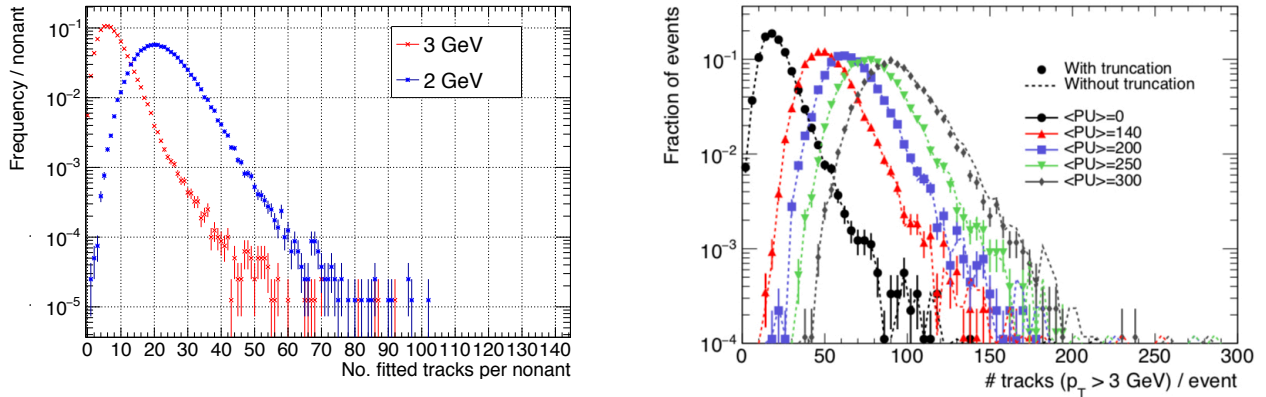 Frequency / nonant
10⁻¹
10⁻²
10⁻³
10⁻⁴
10⁻⁵
3 GeV
2 GeV
0 10 20 30 40 50 60 70 80 90 100 110 120 130 140
No. fitted tracks per nonant
Fraction of events
10⁻¹
10⁻²
10⁻³
10⁻⁴
With truncation
Without truncation
<PU>=0
<PU>=140
<PU>=200
<PU>=250
<PU>=300
0 50 100 150 200 250 300
# tracks (p_T > 3 GeV) / event